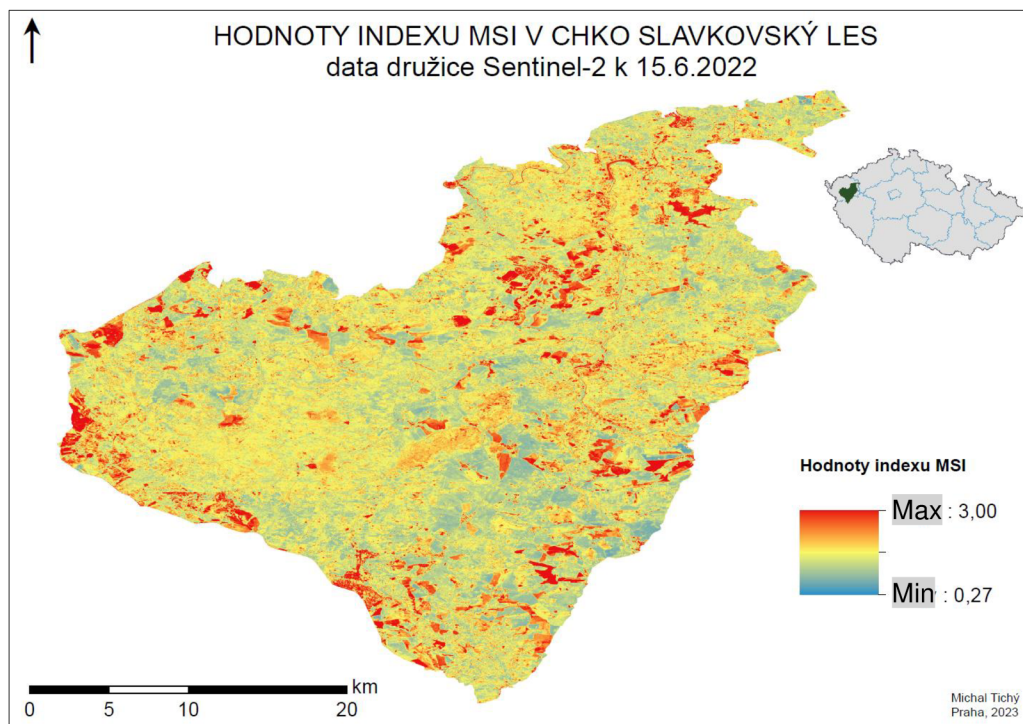 HODNOTY INDEXU MSI V CHKO SLAVKOVSKÝ LES
data družice Sentinel-2 k 15.6.2022
Hodnoty indexu MSI
Max : 3,00
Min : 0,27
km
0 5 10 20
Michal Tichý
Praha, 2023